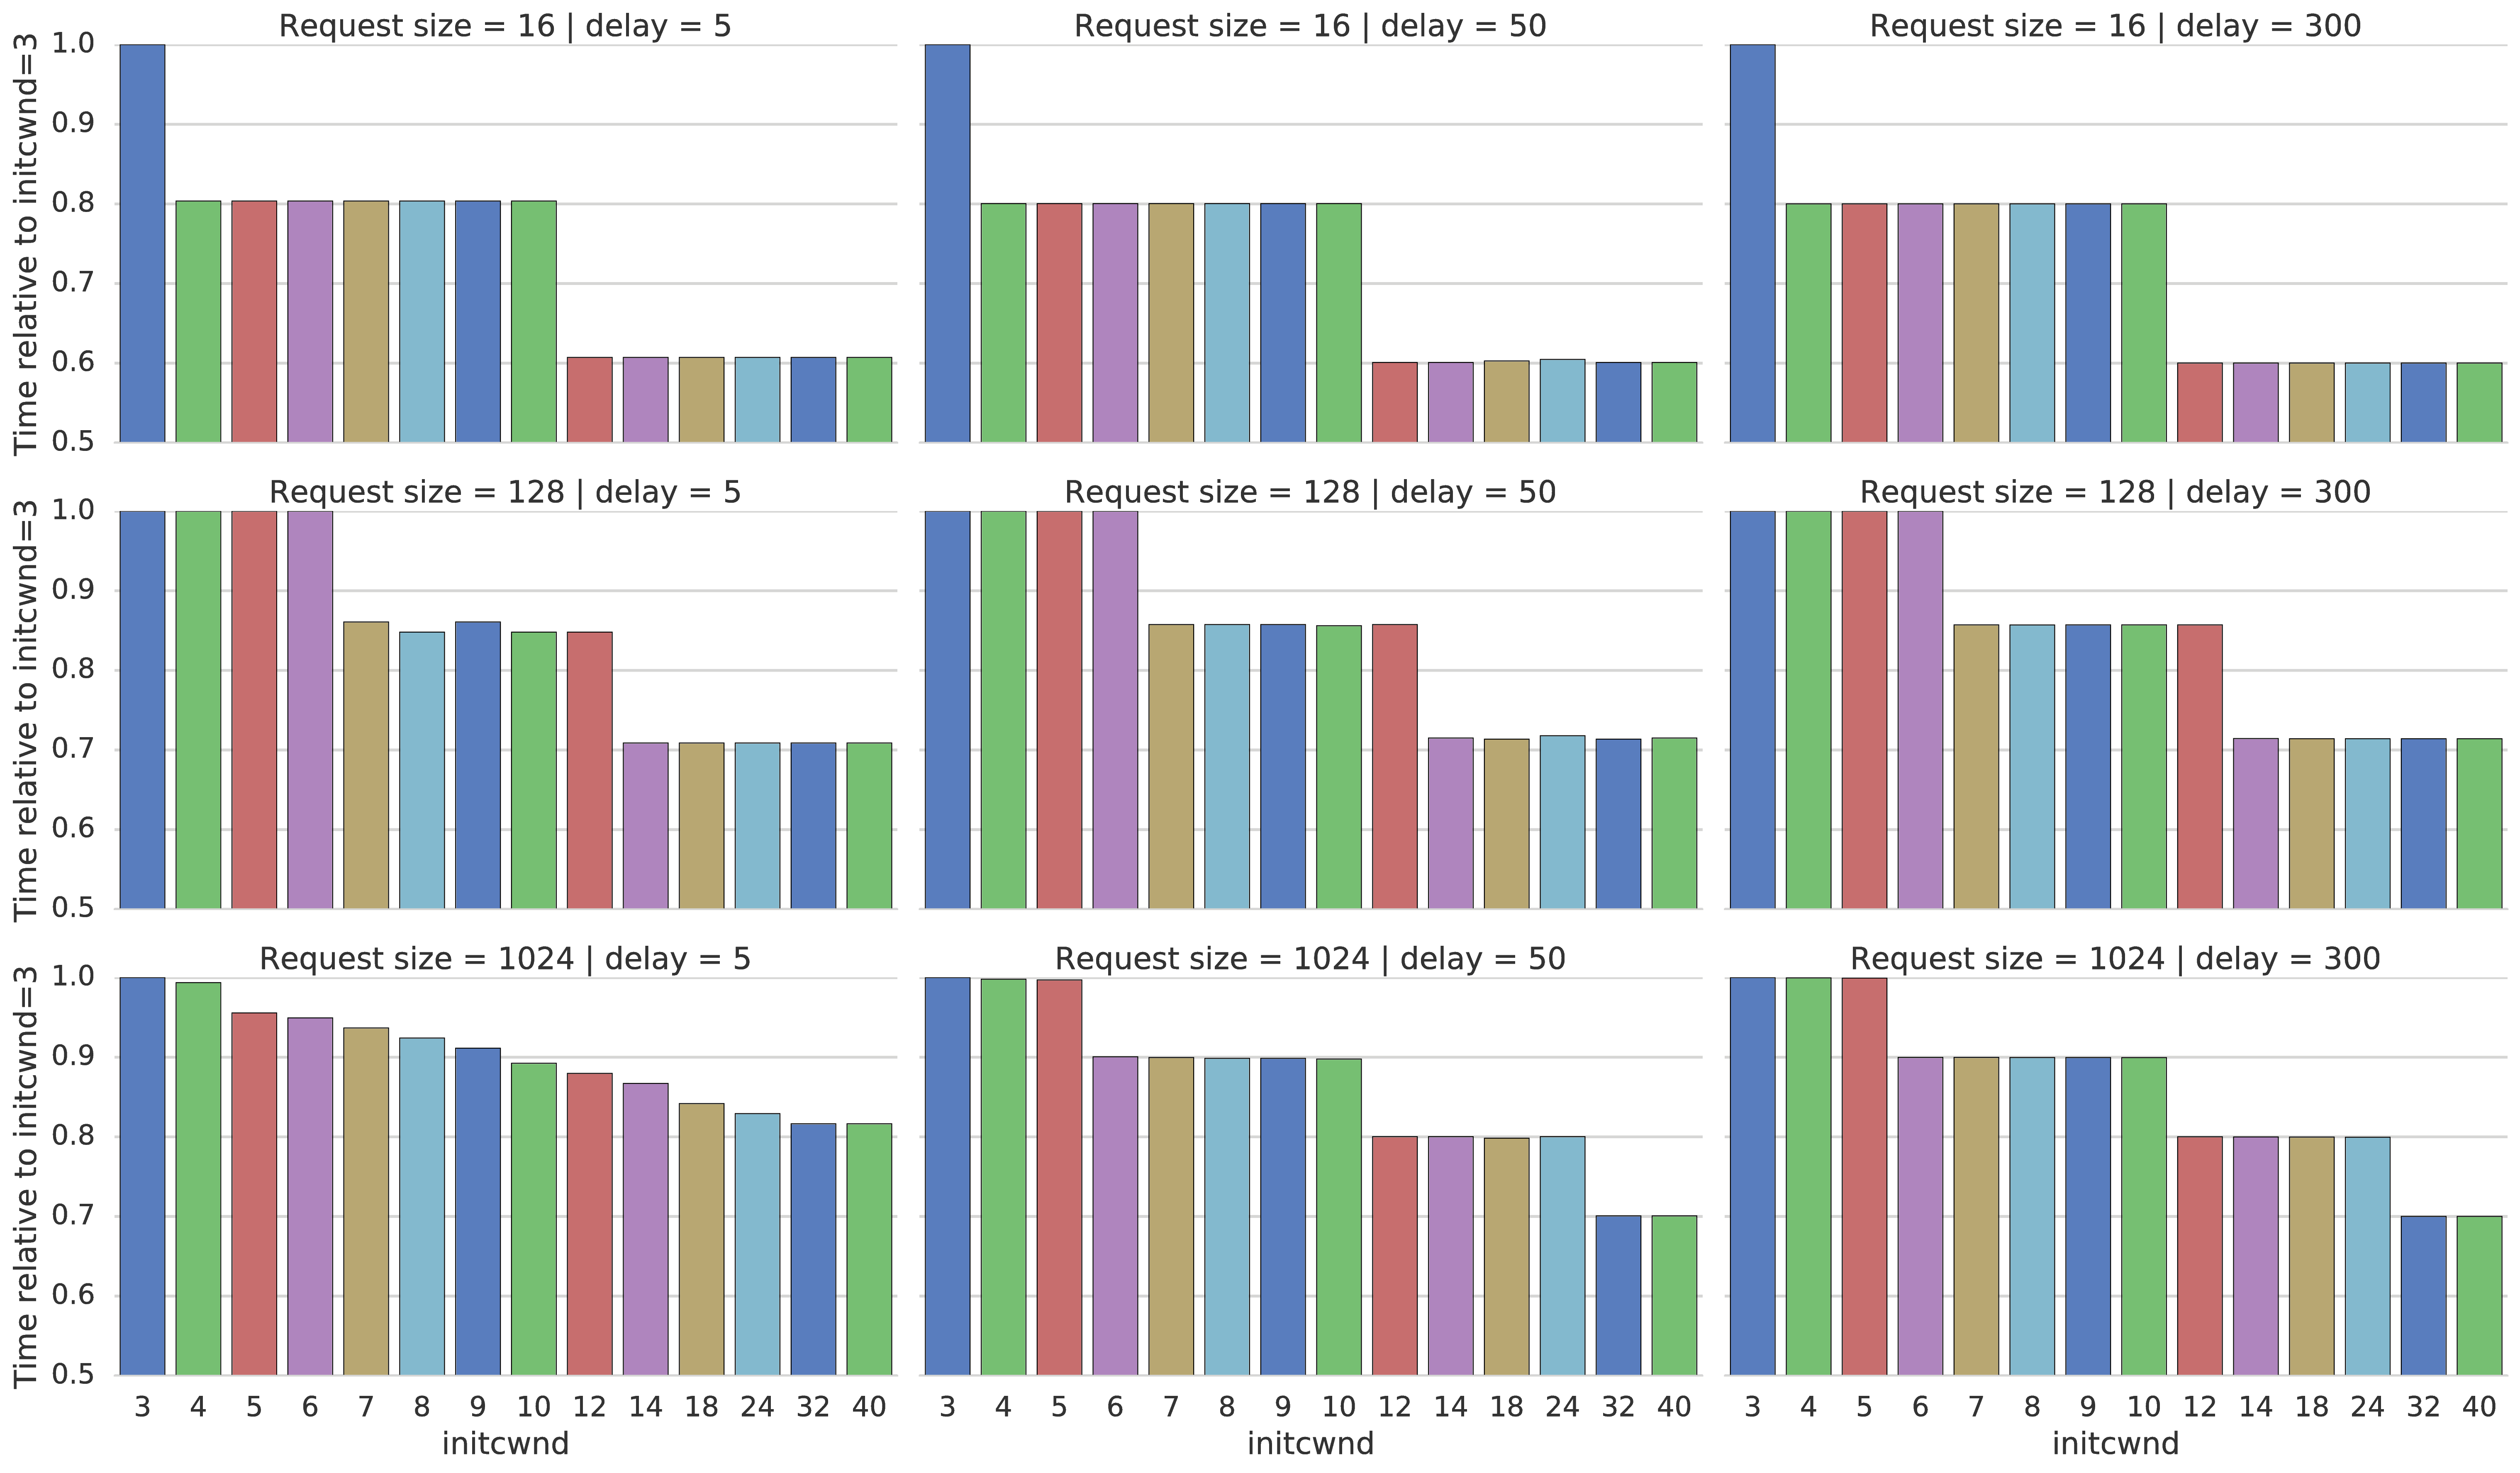 Request size = 16 | delay = 5
Request size = 16 | delay = 50
Request size = 16 | delay = 300
Time relative to initcwnd=3
1.0
0.9
0.8
0.7
0.6
0.5
Request size = 128 | delay = 5
Request size = 128 | delay = 50
Request size = 128 | delay = 300
Time relative to initcwnd=3
1.0
0.9
0.8
0.7
0.6
0.5
Request size = 1024 | delay = 5
Request size = 1024 | delay = 50
Request size = 1024 | delay = 300
Time relative to initcwnd=3
1.0
0.9
0.8
0.7
0.6
0.5
3 4 5 6 7 8 9 10 12 14 18 24 32 40
3 4 5 6 7 8 9 10 12 14 18 24 32 40
3 4 5 6 7 8 9 10 12 14 18 24 32 40
initcwnd
initcwnd
initcwnd